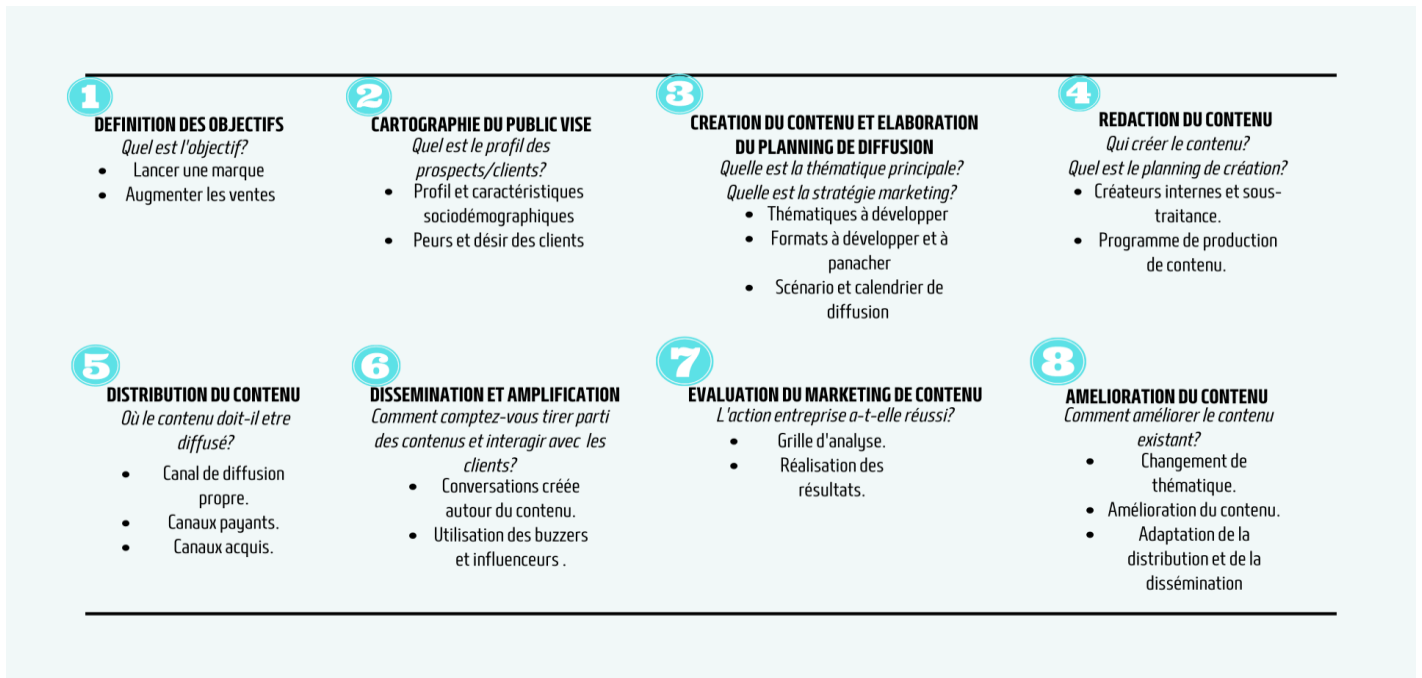 1
DEFINITION DES OBJECTIFS
Quel est l'objectif?
• Lancer une marque
• Augmenter les ventes
2
CARTOGRAPHIE DU PUBLIC VISE
Quel est le profil des
prospects/clients?
• Profil et caractéristiques
sociodémographiques
• Peurs et désir des clients
3
CREATION DU CONTENU ET ELABORATION
DU PLANNING DE DIFFUSION
Quelle est la thématique principale?
Quelle est la stratégie marketing?
• Thématiques à développer
• Formats à développer et à
panacher
• Scénario et calendrier de
diffusion
4
REDACTION DU CONTENU
Qui créer le contenu?
Quel est le planning de création?
• Créateurs internes et sous-
traitance.
• Programme de production
de contenu.
5
DISTRIBUTION DU CONTENU
Où le contenu doit-il etre
diffusé?
• Canal de diffusion
propre.
• Canaux payants.
• Canaux acquis.
6
DISSEMINATION ET AMPLIFICATION
Comment comptez-vous tirer parti
des contenus et interagir avec les
clients?
• Conversations créée
autour du contenu.
• Utilisation des buzzers
et influenceurs .
7
EVALUATION DU MARKETING DE CONTENU
L'action entreprise a-t-elle réussi?
• Grille d'analyse.
• Réalisation des
résultats.
8
AMELIORATION DU CONTENU
Comment améliorer le contenu
existant?
• Changement de
thématique.
• Amélioration du contenu.
• Adaptation de la
distribution et de la
dissémination